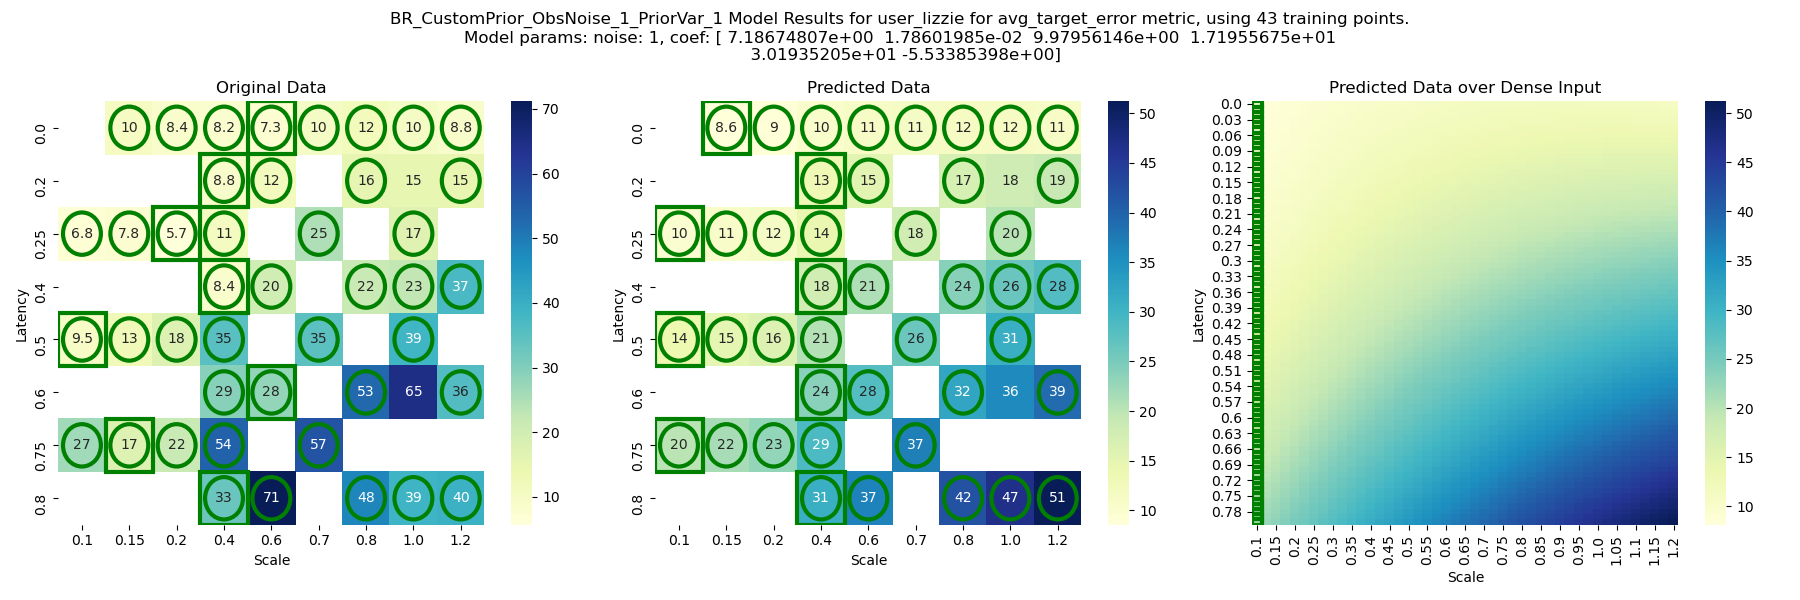 BR_CustomPrior_ObsNoise_1_PriorVar_1 Model Results for user_lizzie for avg_target_error metric, using 43 training points.
Model params: noise: 1, coef: [ 7.18674807e+00 1.78601985e-02 9.97956146e+00 1.71955675e+01
3.01935205e+01 -5.53385398e+00]
Original Data
Latency
0.0 10 8.4 8.2 7.3 10 12 10 8.8
0.2 8.8 12 16 15 15
0.25 6.8 7.8 5.7 11 25 17
0.4 8.4 20 22 23 37
0.5 9.5 13 18 35 35 39
0.6 29 28 53 65 36
0.75 27 17 22 54 57
0.8 33 71 48 39 40
0.1 0.15 0.2 0.4 0.6 0.7 0.8 1.0 1.2
Scale
70
60
50
40
30
20
10
Predicted Data
Latency
0.0 8.6 9 10 11 11 12 12 11
0.2 13 15 17 18 19
0.25 10 11 12 14 18 20
0.4 18 21 24 26 28
0.5 14 15 16 21 26 31
0.6 24 28 32 36 39
0.75 20 22 23 29 37
0.8 31 37 42 47 51
0.1 0.15 0.2 0.4 0.6 0.7 0.8 1.0 1.2
Scale
50
45
40
35
30
25
20
15
10
Predicted Data over Dense Input
Latency
0.0
0.03
0.06
0.09
0.12
0.15
0.18
0.21
0.24
0.27
0.3
0.33
0.36
0.39
0.42
0.45
0.48
0.51
0.54
0.57
0.6
0.63
0.66
0.69
0.72
0.75
0.78
0.1 0.15 0.2 0.25 0.3 0.35 0.4 0.45 0.5 0.55 0.6 0.65 0.7 0.75 0.8 0.85 0.9 0.95 1.0 1.05 1.1 1.15 1.2
Scale
50
45
40
35
30
25
20
15
10